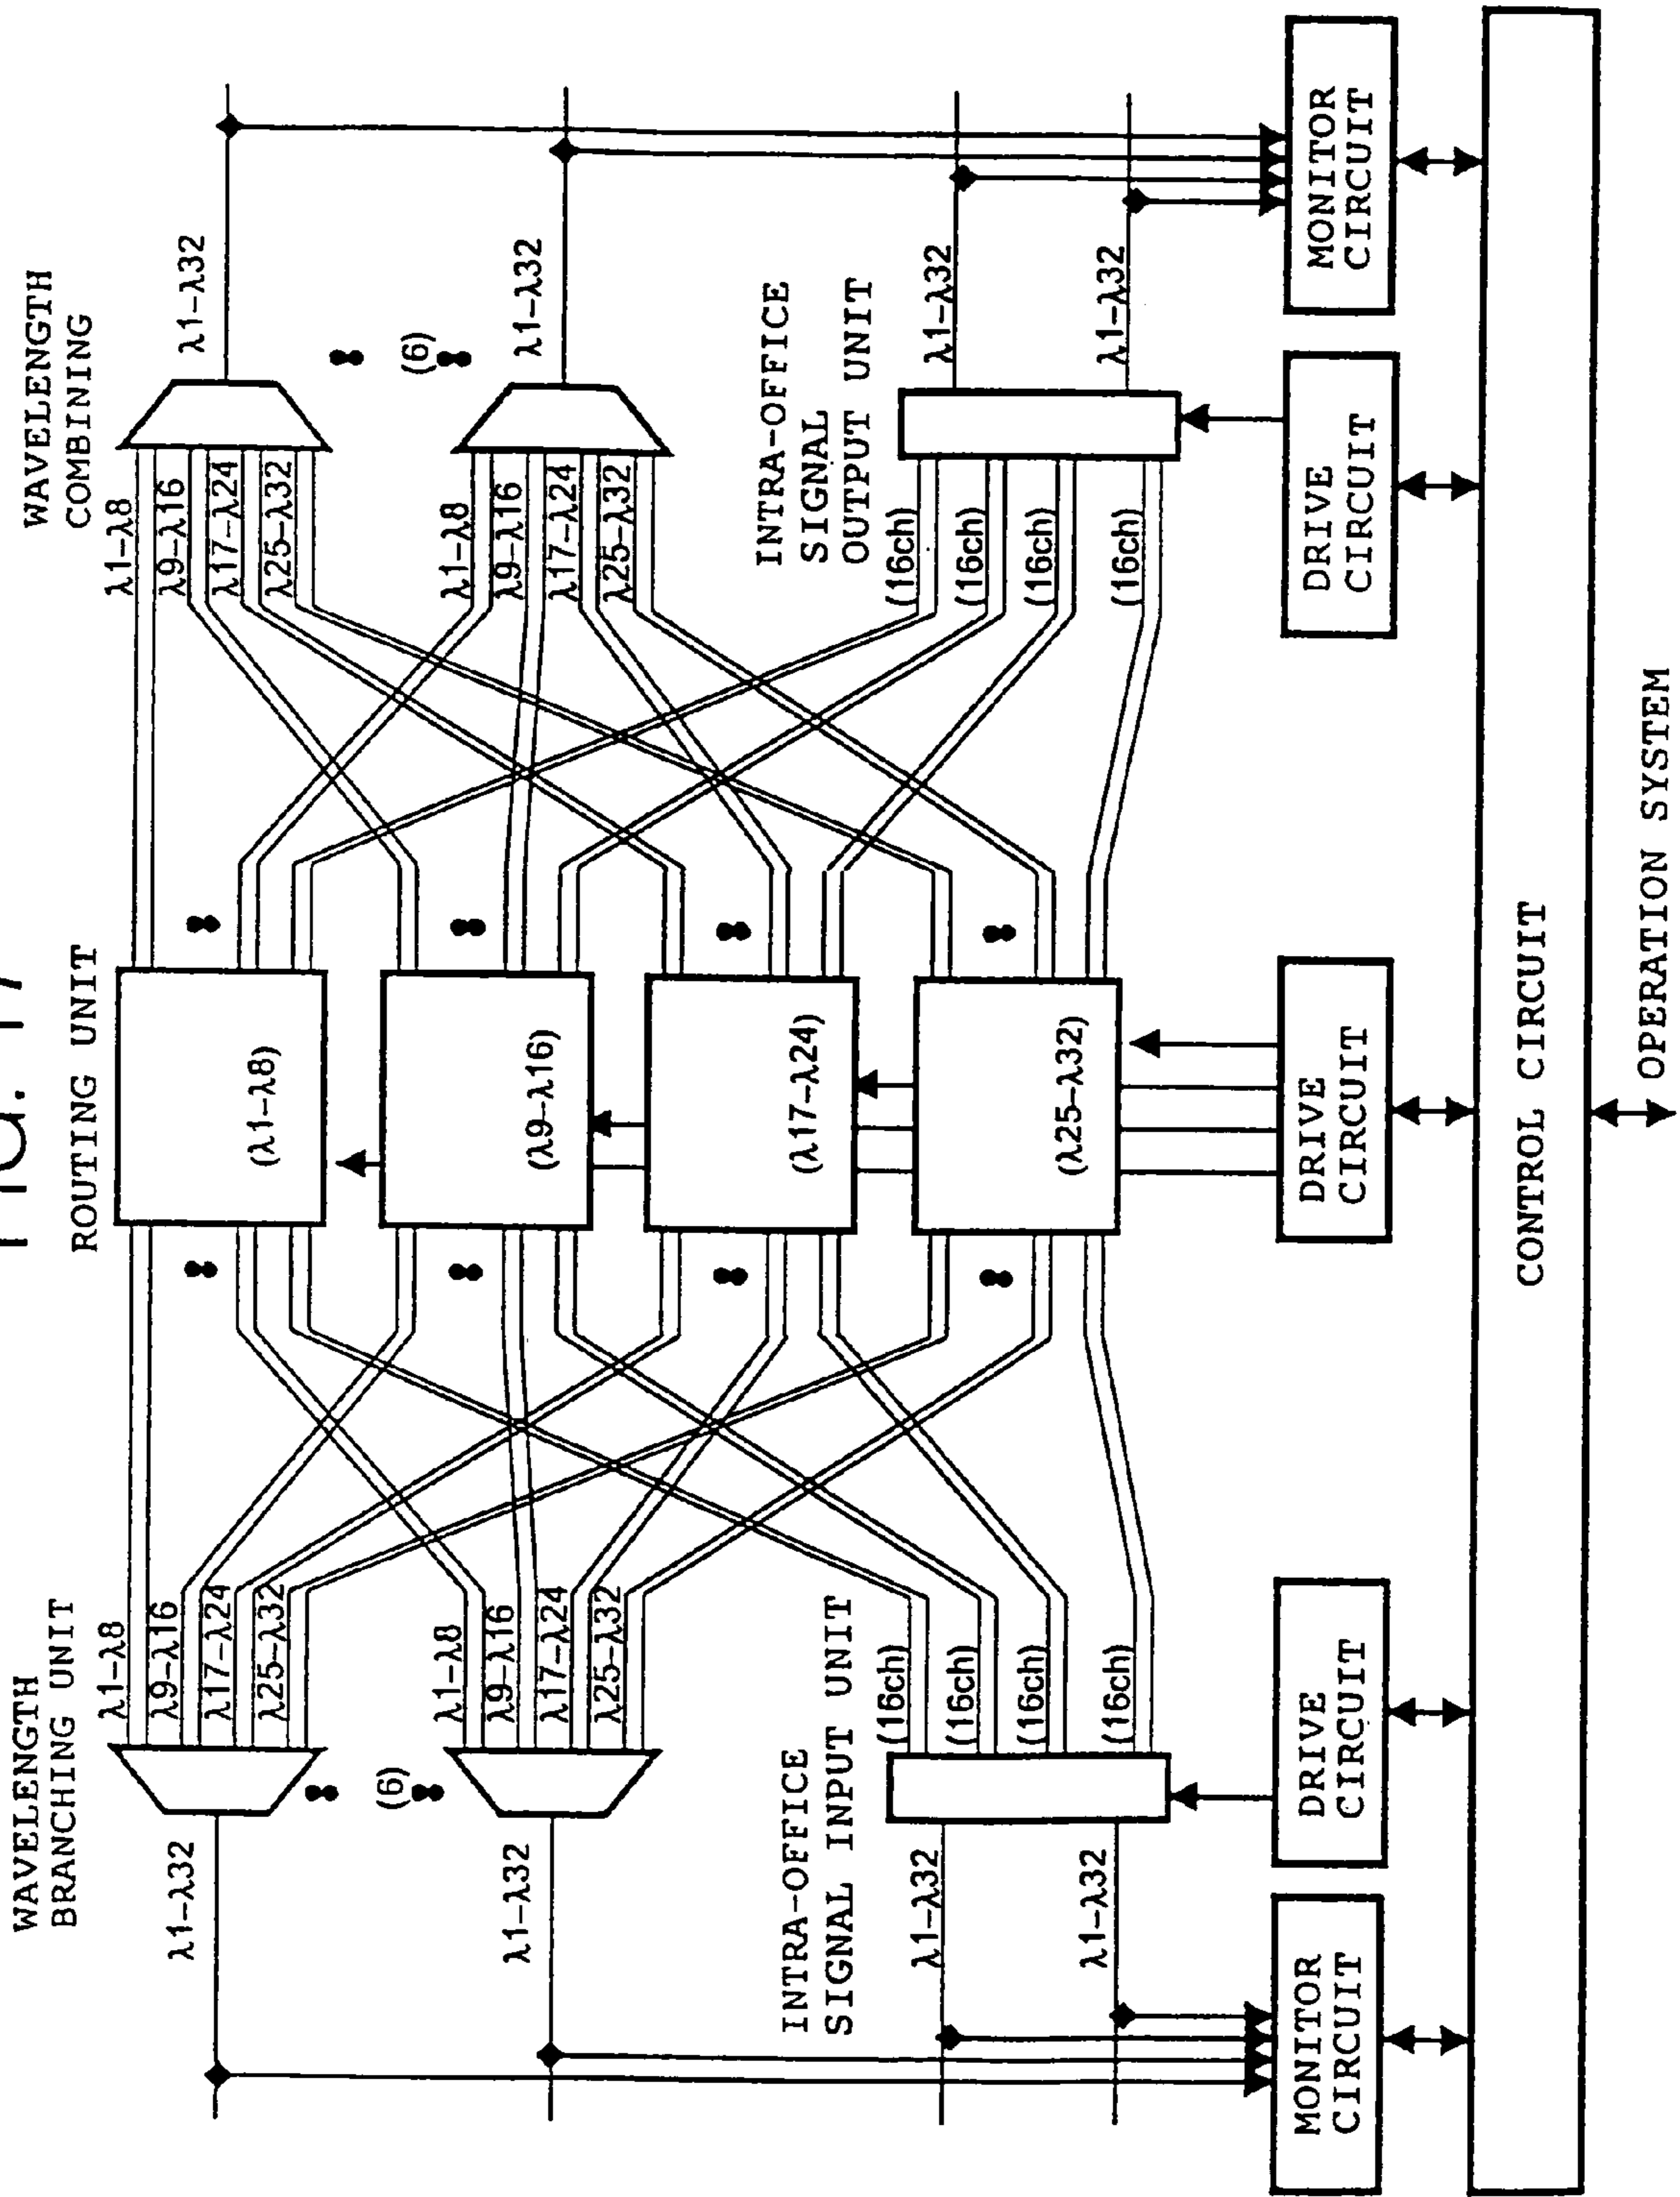 FIG. 17
WAVELENGTH
BRANCHING UNIT
ROUTING UNIT
WAVELENGTH
COMBINING
λ1-λ32
λ1-λ8
λ9-λ16
λ17-λ24
λ25-λ32
(λ1-λ8)
λ1-λ8
λ9-λ16
λ17-λ24
λ25-λ32
λ1-λ32
(6)
(6)
λ1-λ32
λ1-λ8
λ9-λ16
λ17-λ24
λ25-λ32
(λ9-λ16)
λ1-λ8
λ9-λ16
λ17-λ24
λ25-λ32
λ1-λ32
INTRA-OFFICE
SIGNAL INPUT UNIT
(λ17-λ24)
INTRA-OFFICE
SIGNAL
OUTPUT UNIT
λ1-λ32
λ1-λ32
(16ch)
(16ch)
(16ch)
(16ch)
(λ25-λ32)
(16ch)
(16ch)
(16ch)
(16ch)
λ1-λ32
λ1-λ32
MONITOR
CIRCUIT
DRIVE
CIRCUIT
DRIVE
CIRCUIT
DRIVE
CIRCUIT
MONITOR
CIRCUIT
CONTROL CIRCUIT
OPERATION SYSTEM